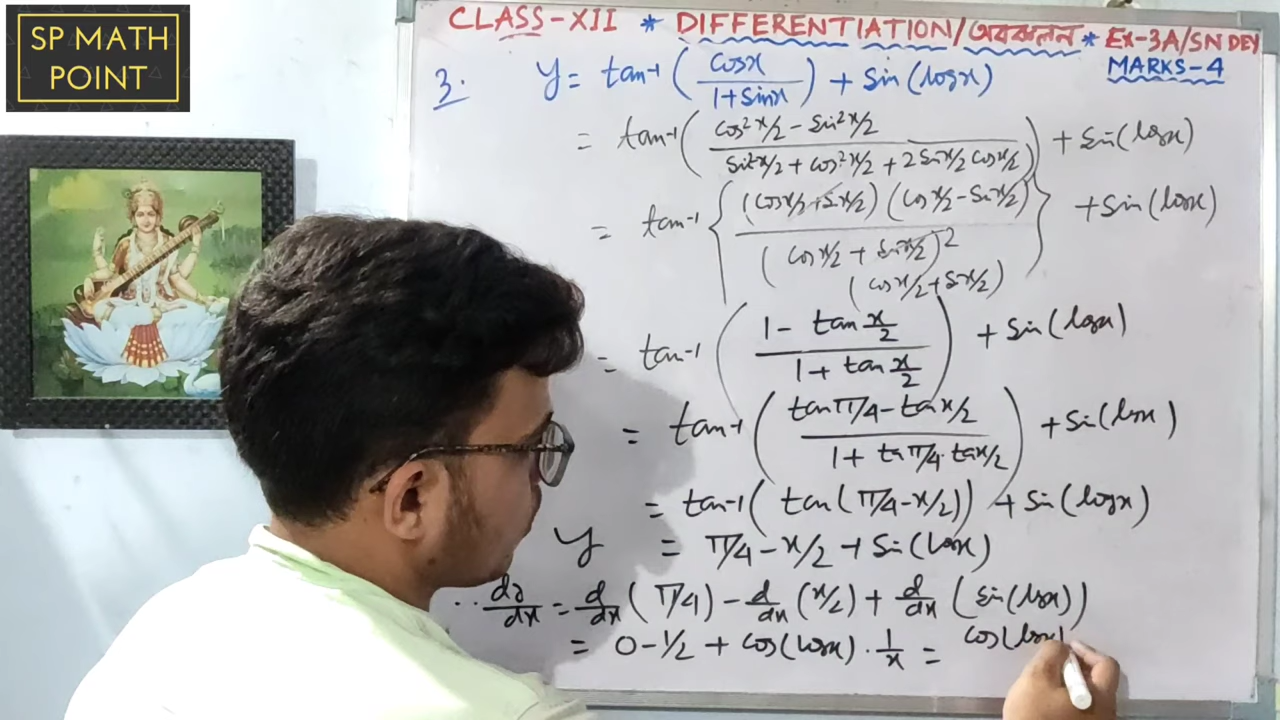 SP MATH
POINT
CLASS-XII * DIFFERENTIATION/অবকলন * Ex-3A/SN DEY
MARKS-4
3. y = tan⁻¹ (cosx / 1+sinx) + sin(logx)
= tan⁻¹ (cos²x/2 - sin²x/2 / sin²x/2 + cos²x/2 + 2sinx/2 cosx/2) + sin(logx)
= tan⁻¹ {(cosx/2 + sinx/2)(cosx/2 - sinx/2) / (cosx/2 + sinx/2)²} + sin(logx)
(cosx/2 + sinx/2)
= tan⁻¹ (1 - tan x/2 / 1 + tan x/2) + sin(logx)
= tan⁻¹ (tanπ/4 - tanx/2 / 1 + tanπ/4. tanx/2) + sin(logx)
= tan⁻¹ (tan(π/4 - x/2)) + sin(logx)
y = π/4 - x/2 + sin(logx)
.. dy/dx = d/dx (π/4) - d/dx (x/2) + d/dx (sin(logx))
= 0 - 1/2 + cos(logx) . 1/x = cos(logx)